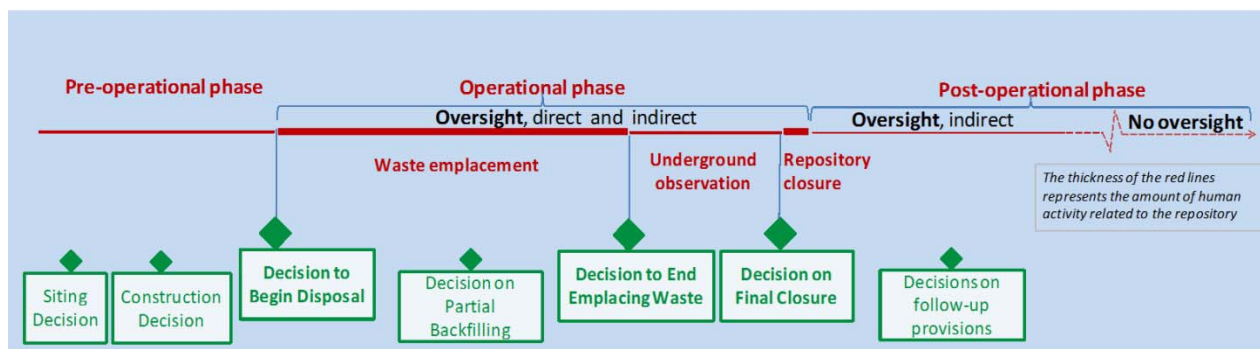 Pre-operational phase
Operational phase
Post-operational phase
Oversight, direct and indirect
Oversight, indirect
No oversight
Waste emplacement
Underground
observation
Repository
closure
The thickness of the red lines
represents the amount of human
activity related to the repository
Siting
Decision
Construction
Decision
Decision to
Begin Disposal
Decision on
Partial
Backfilling
Decision to End
Emplacing Waste
Decision on
Final Closure
Decisions on
follow-up
provisions